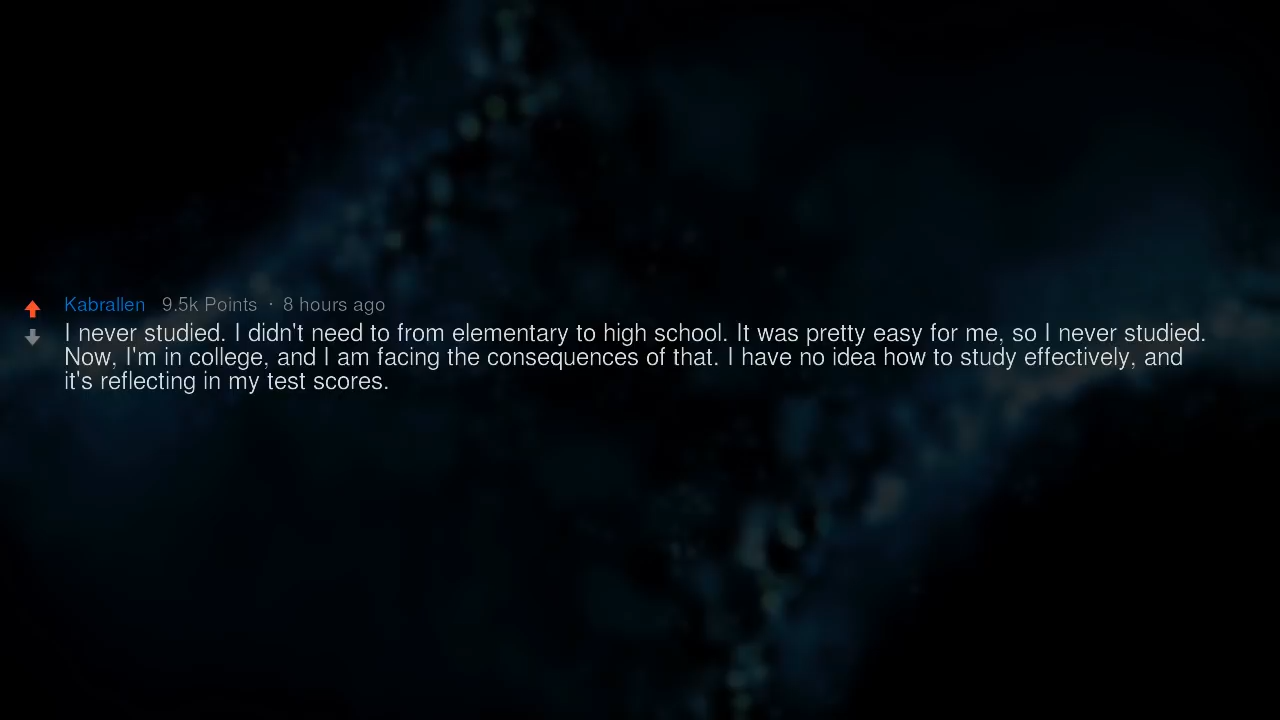 Kabrallen 9.5k Points · 8 hours ago
I never studied. I didn't need to from elementary to high school. It was pretty easy for me, so I never studied.
Now, I'm in college, and I am facing the consequences of that. I have no idea how to study effectively, and
it's reflecting in my test scores.